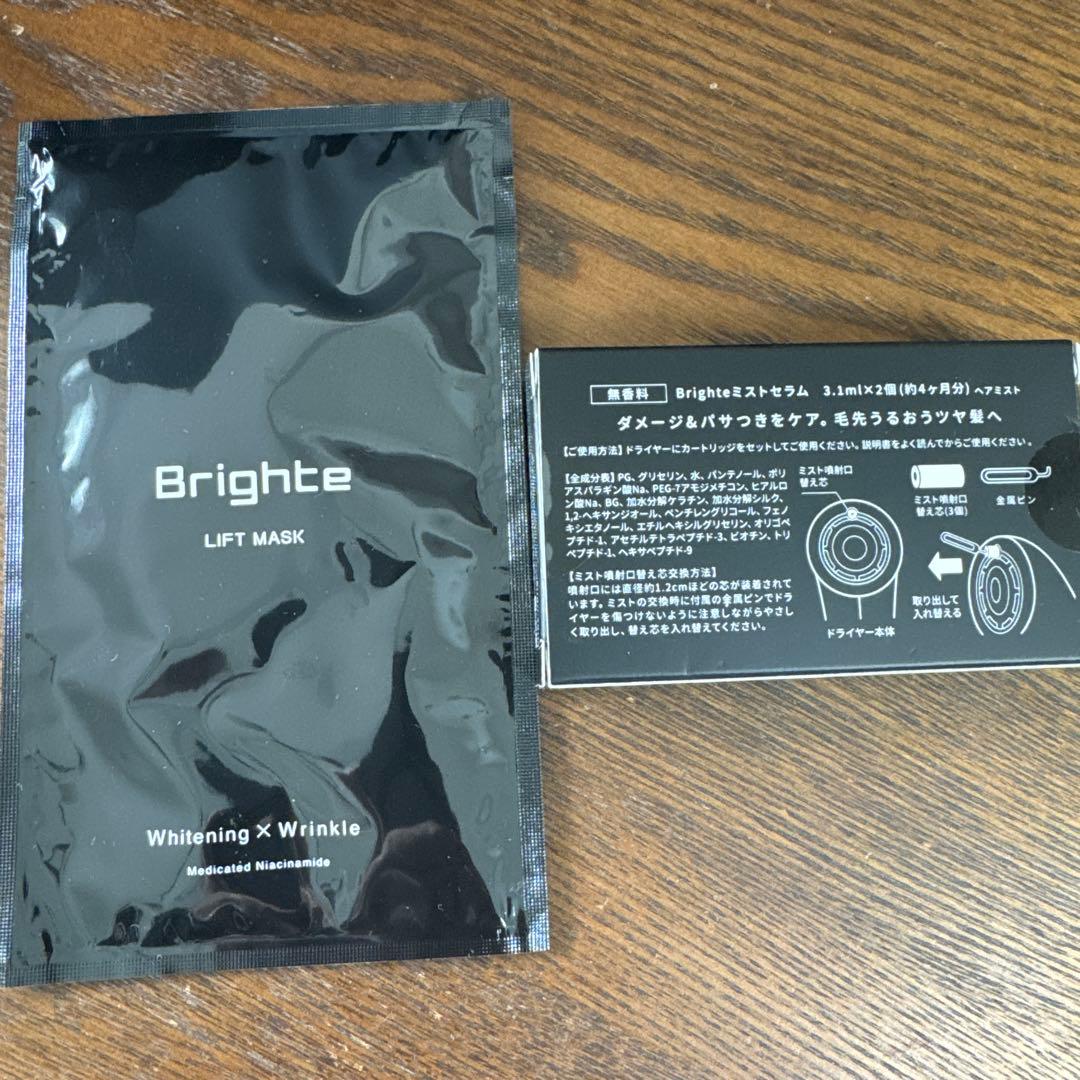 Brighte
LIFT MASK
Whitening × Wrinkle
Medicated Niacinamide
無香料 Brighteミストセラム 3.1ml×2個(約4ヶ月分) ヘアミスト
ダメージ&パサつきをケア。毛先うるおうツヤ髪へ
【ご使用方法】ドライヤーにカートリッジをセットしてご使用ください。説明書をよく読んでからご使用ください。
【全成分表】PG、グリセリン、水、パンテノール、ポリ
アスパラギン酸Na、PEG-7アモジメチコン、ヒアルロ
ン酸Na、BG、加水分解ケラチン、加水分解シルク、
1,2-ヘキサンジオール、ペンチレングリコール、フェノ
キシエタノール、エチルヘキシルグリセリン、オリゴペ
プチド-1、アセチルテトラペプチド-3、ビオチン、トリ
ペプチド-1、ヘキサペプチド-9
【ミスト噴射口替え芯交換方法】
噴射口には直径約1.2cmほどの芯が装着されて
います。ミストの交換時に付属の金属ピンでドラ
イヤーを傷つけないように注意しながらやさし
く取り出し、替え芯を入れ替えてください。
ミスト噴射口
替え芯
ドライヤー本体
ミスト噴射口
替え芯(3個)
金属ピン
取り出して
入れ替える